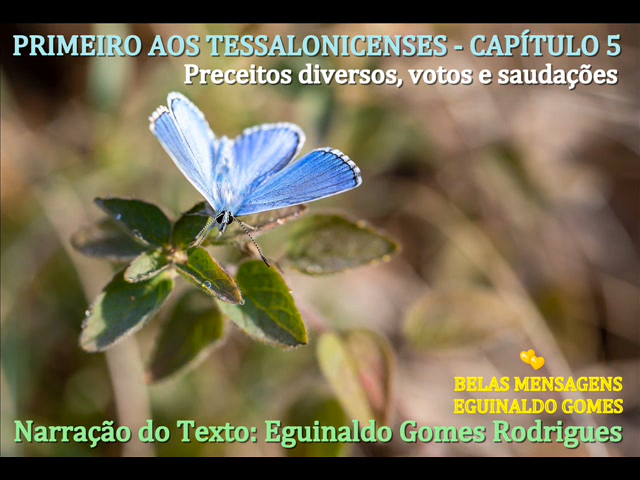 PRIMEIRO AOS TESSALONICENSES - CAPÍTULO 5
Preceitos diversos, votos e saudações
BELAS MENSAGENS
EGUINALDO GOMES
Narração do Texto: Eguinaldo Gomes Rodrigues